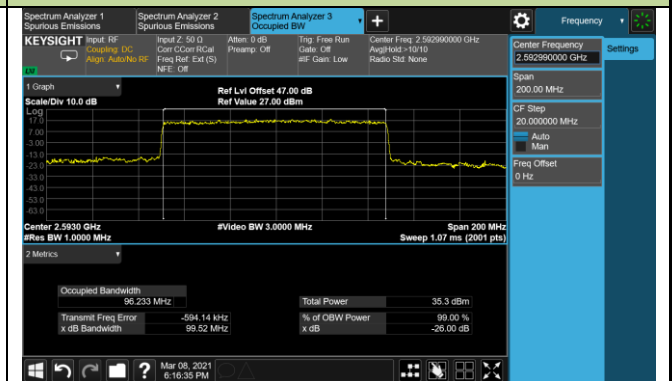 Spectrum Analyzer 1
Spurious Emissions
Spectrum Analyzer 2
Spurious Emissions
Spectrum Analyzer 3
Occupied BW
Frequency
KEYSIGHT
Input: RF
Coupling: DC
Align: Auto/No RF
Input Z: 50 Ω
Corr CCorr RCal
Freq Ref: Ext (S)
NFE: Off
Atten: 0 dB
Preamp: Off
Trig: Free Run
Gate: Off
#IF Gain: Low
Center Freq: 2.592990000 GHz
Avg|Hold:>10/10
Radio Std: None
LW
Center Frequency
2.592990000 GHz
Settings
Span
200.00 MHz
CF Step
20.000000 MHz
Auto
Man
Freq Offset
0 Hz
1 Graph
Scale/Div 10.0 dB
Ref Lvl Offset 47.00 dB
Ref Value 27.00 dBm
Log
17.0
7.00
-3.00
-13.0
-23.0
-33.0
-43.0
-53.0
-63.0
Center 2.5930 GHz
#Res BW 1.0000 MHz
#Video BW 3.0000 MHz
Span 200 MHz
Sweep 1.07 ms (2001 pts)
2 Metrics
Occupied Bandwidth
96.233 MHz
Total Power
35.3 dBm
Transmit Freq Error
-594.14 kHz
% of OBW Power
99.00 %
x dB Bandwidth
99.52 MHz
x dB
-26.00 dB
Mar 08, 2021
6:16:35 PM